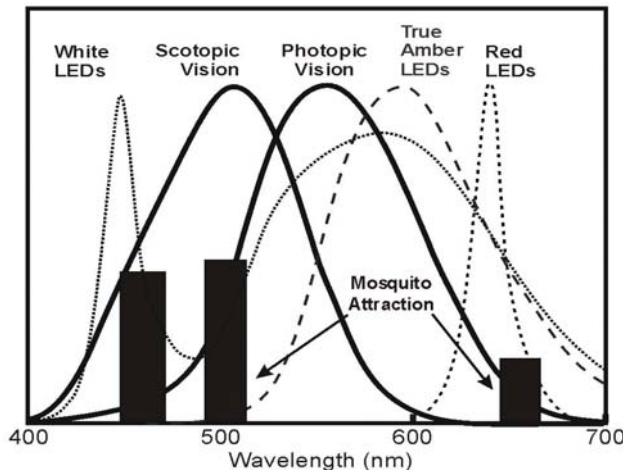 True
White Scotopic Photopic Amber Red
LEDs Vision Vision LEDs LEDs
Mosquito
Attraction
400 500 600 700
Wavelength (nm)